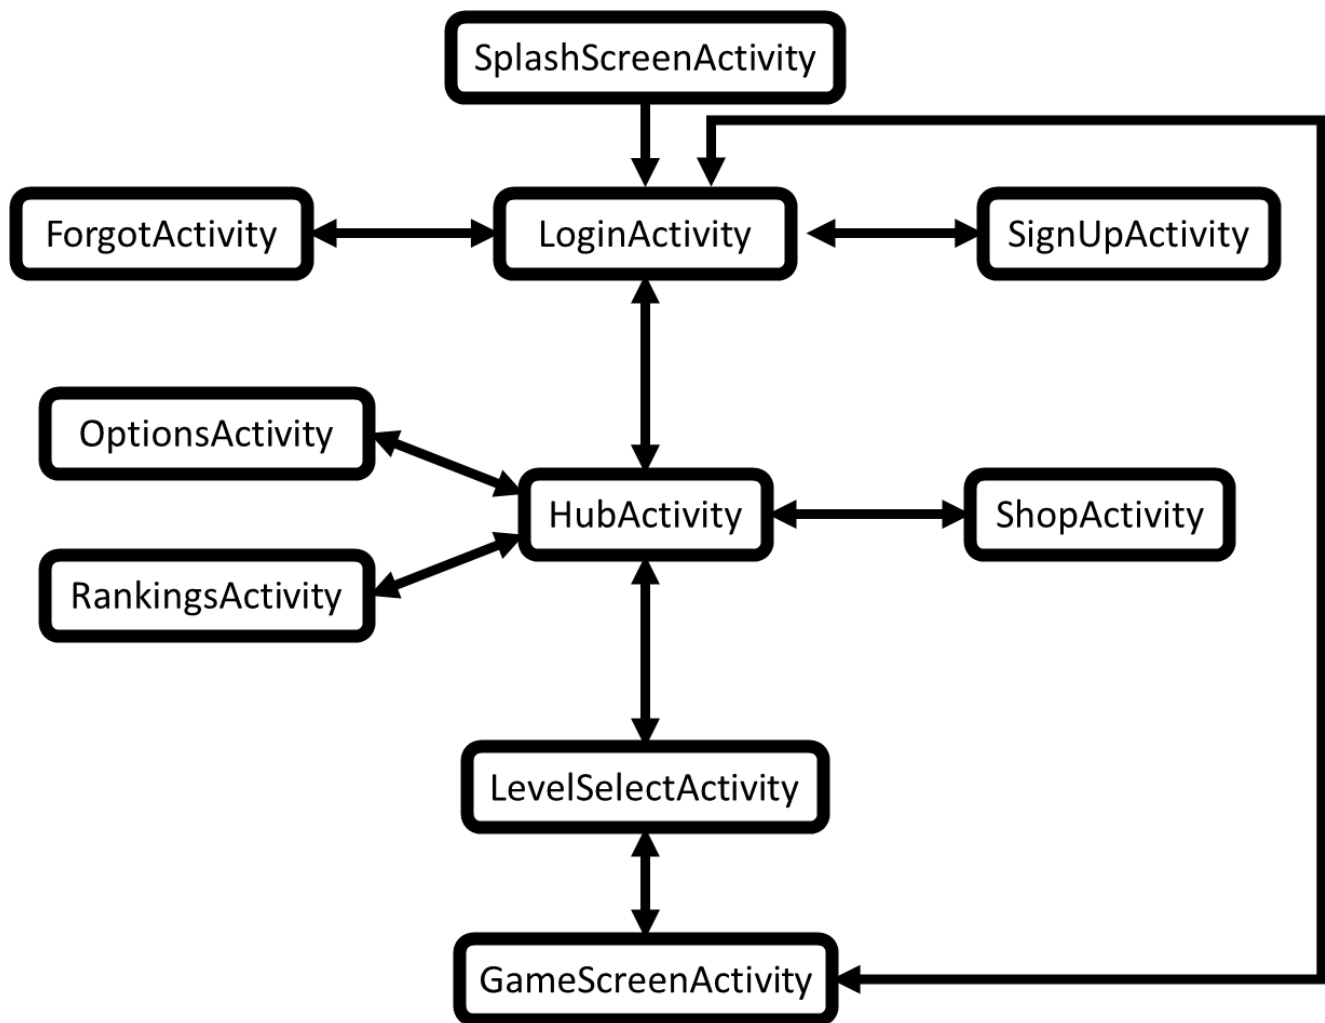 SplashScreenActivity
ForgotActivity
LoginActivity
SignUpActivity
OptionsActivity
HubActivity
ShopActivity
RankingsActivity
LevelSelectActivity
GameScreenActivity